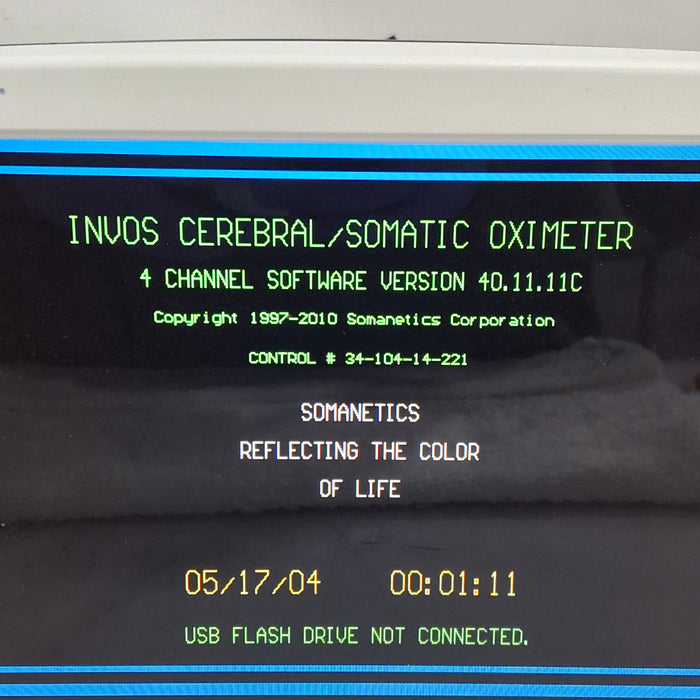 INVOS CEREBRAL/SOMATIC OXIMETER
4 CHANNEL SOFTWARE VERSION 40.11.11C
Copyright 1997-2010 Somanetics Corporation
CONTROL # 34-104-14-221
SOMANETICS
REFLECTING THE COLOR
OF LIFE
05/17/04 00:01:11
USB FLASH DRIVE NOT CONNECTED.